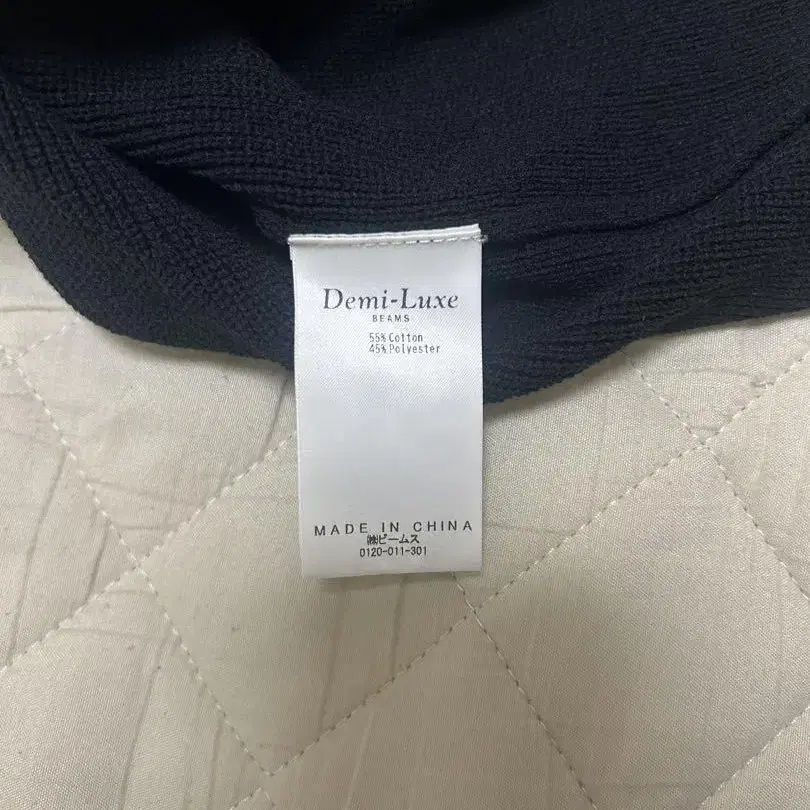 Demi-Luxe
BEAMS
55% Cotton
45% Polyester
MADE IN CHINA
㈱ビームス
0120-011-301